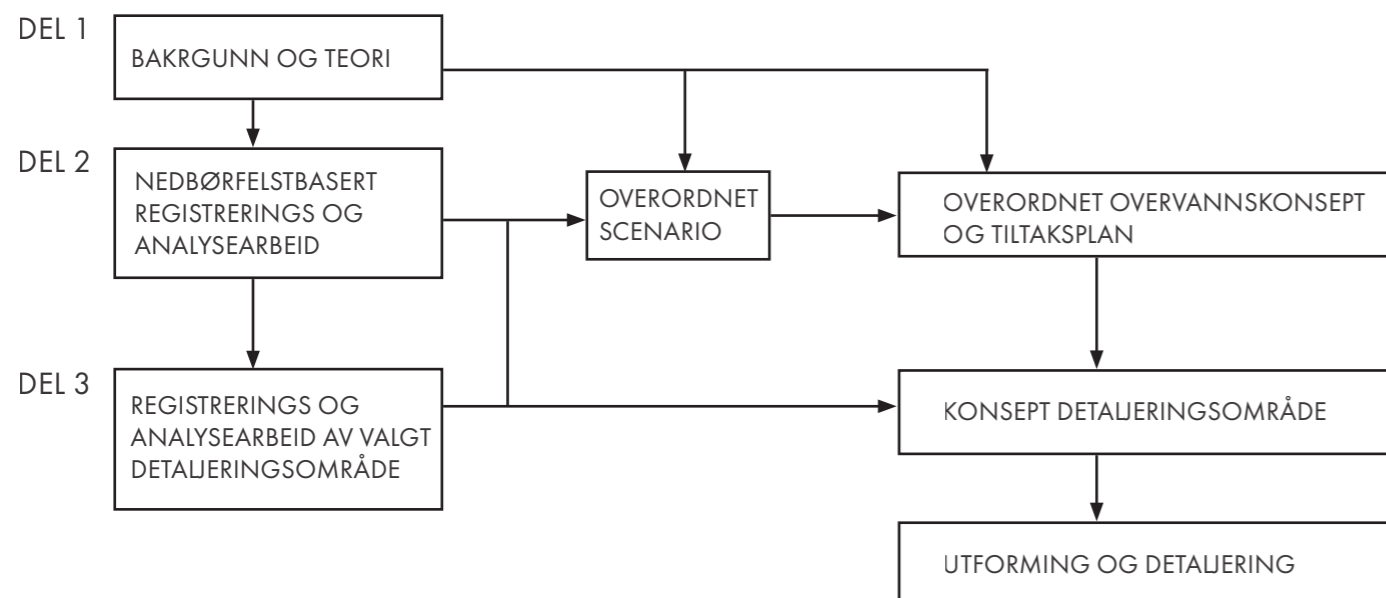 DEL 1
BAKRGUNN OG TEORI
DEL 2
NEDBØRFELSTBASERT
REGISTRERINGS OG
ANALYSEARBEID
OVERORDNET
SCENARIO
OVERORDNET OVERVANNSKONSEPT
OG TILTAKSPLAN
DEL 3
REGISTRERINGS OG
ANALYSEARBEID AV VALGT
DETALJERINGSOMRÅDE
KONSEPT DETALJERINGSOMRÅDE
UTFORMING OG DETALJERING